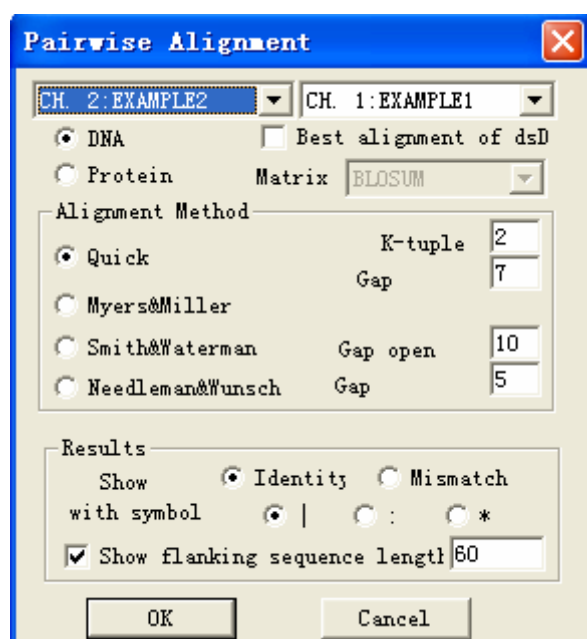 Pairwise Alignment
CH. 2:EXAMPLE2 CH. 1:EXAMPLE1
DNA Best alignment of dsD
Protein Matrix BLOSUM
Alignment Method
K-tuple 2
Quick
Gap 7
Myers&Miller
Smith&Waterman Gap open 10
Needleman&Wunsch Gap 5
Results
Show Identity Mismatch
with symbol | : *
Show flanking sequence length 60
OK Cancel